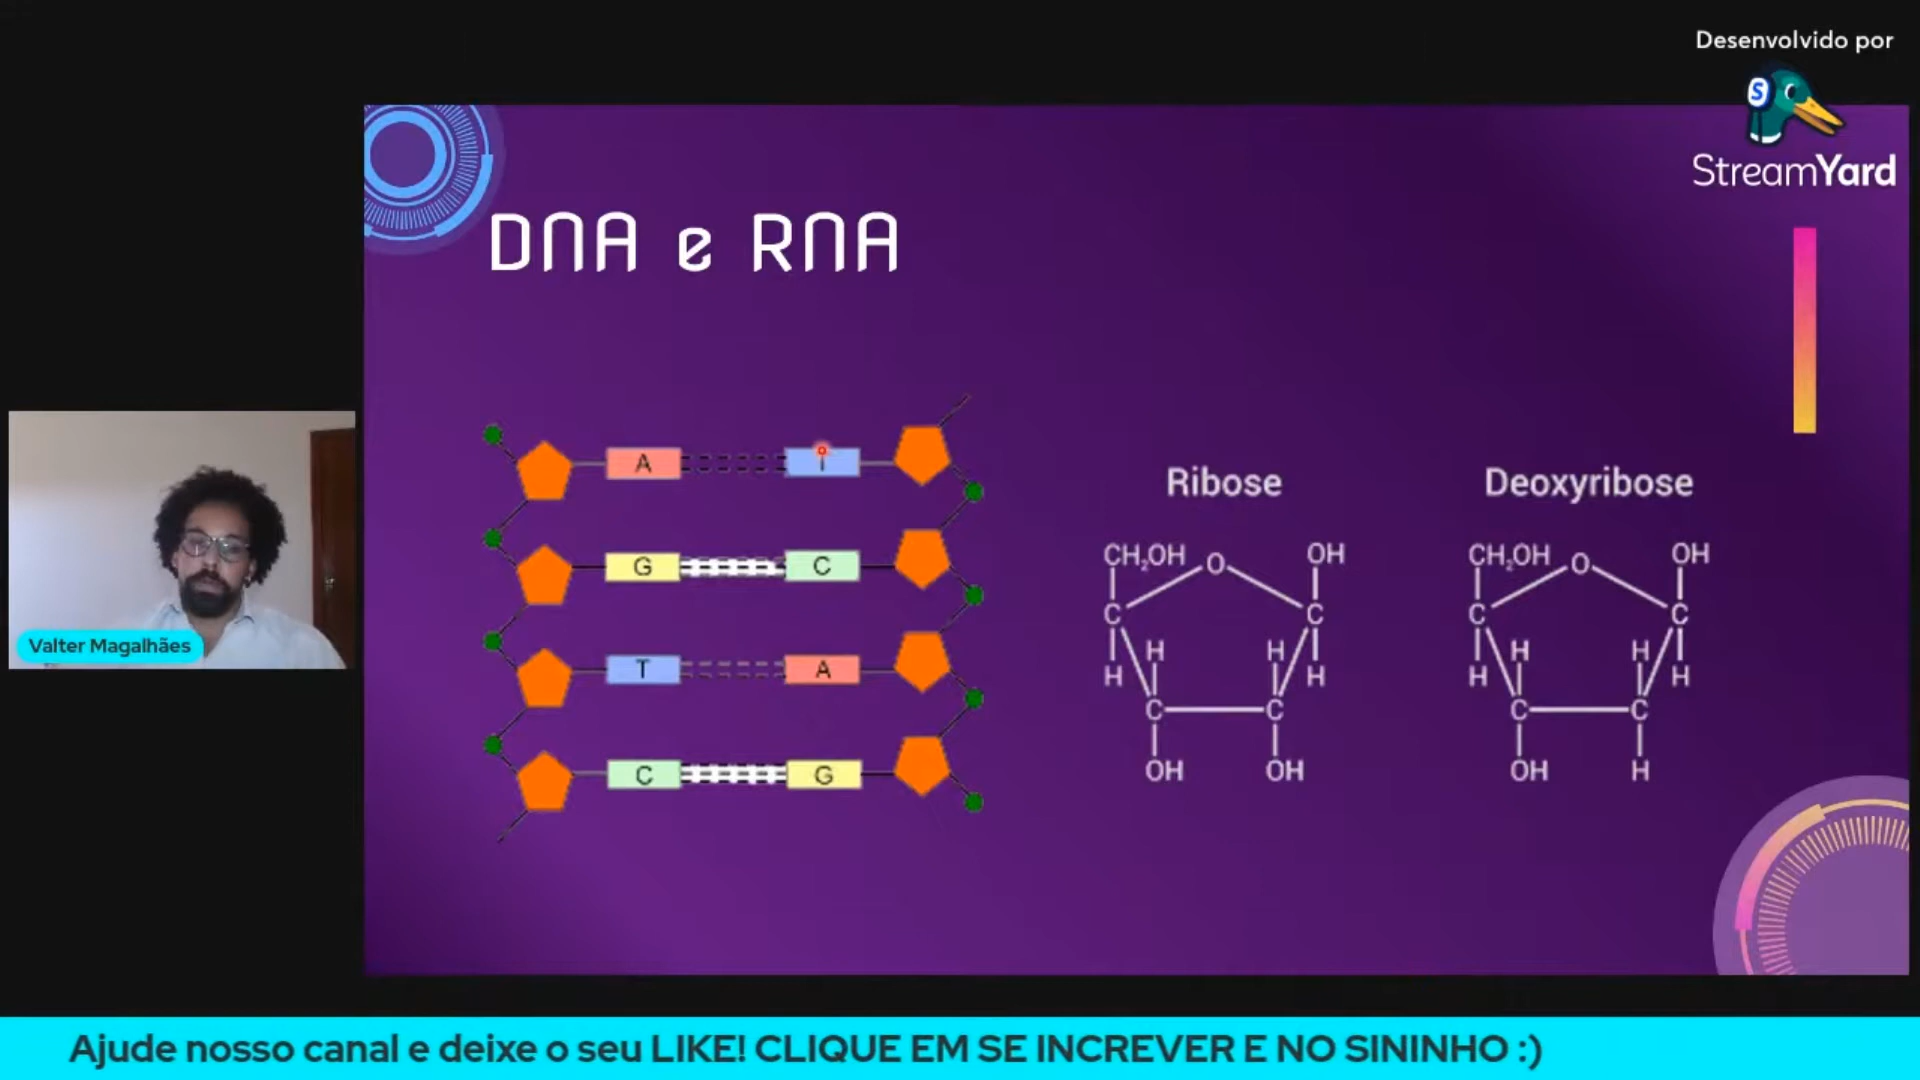 Desenvolvido por
StreamYard
DNA e RNA
A T
G C
T A
C G
Ribose
CH₂OH O OH
C C
H H H H
C C
OH OH
Deoxyribose
CH₂OH O OH
C C
H H H H
C C
OH H
Valter Magalhães
Ajude nosso canal e deixe o seu LIKE! CLIQUE EM SE INCREVER E NO SININHO :)